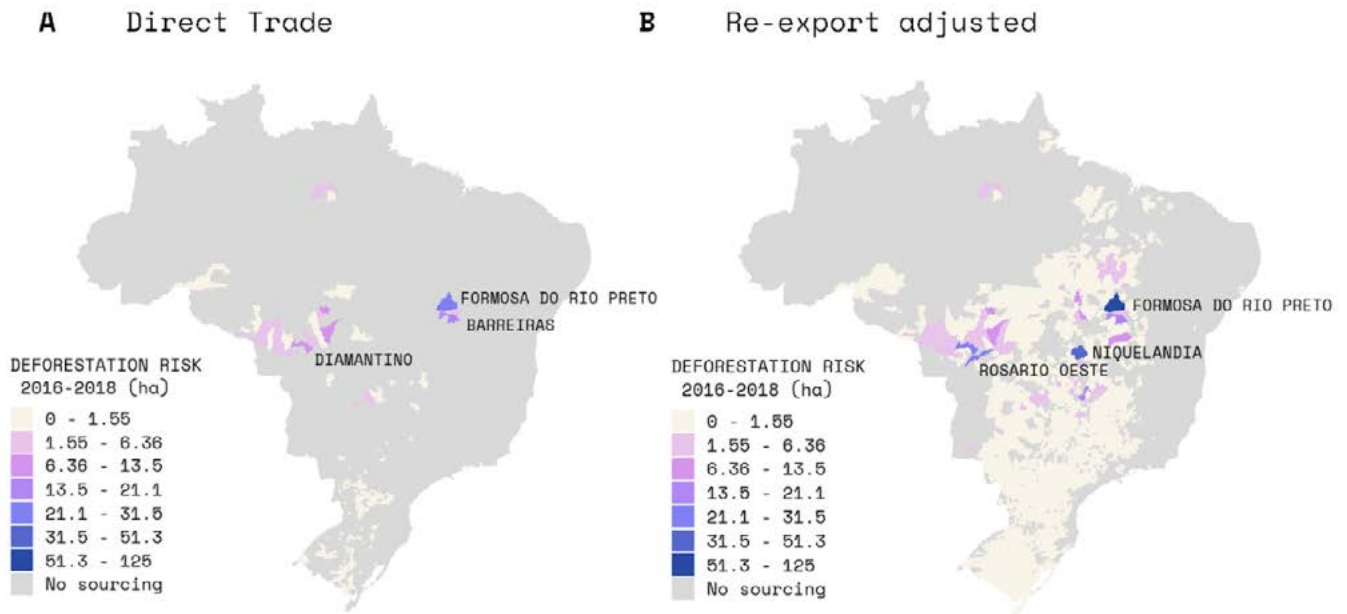 A Direct Trade
B Re-export adjusted
FORMOSA DO RIO PRETO
BARREIRAS
DIAMANTINO
DEFORESTATION RISK
2016-2018 (ha)
0 - 1.55
1.55 - 6.36
6.36 - 13.5
13.5 - 21.1
21.1 - 31.5
31.5 - 51.3
51.3 - 125
No sourcing
FORMOSA DO RIO PRETO
NIQUELANDIA
ROSARIO OESTE
DEFORESTATION RISK
2016-2018 (ha)
0 - 1.55
1.55 - 6.36
6.36 - 13.5
13.5 - 21.1
21.1 - 31.5
31.5 - 51.3
51.3 - 125
No sourcing